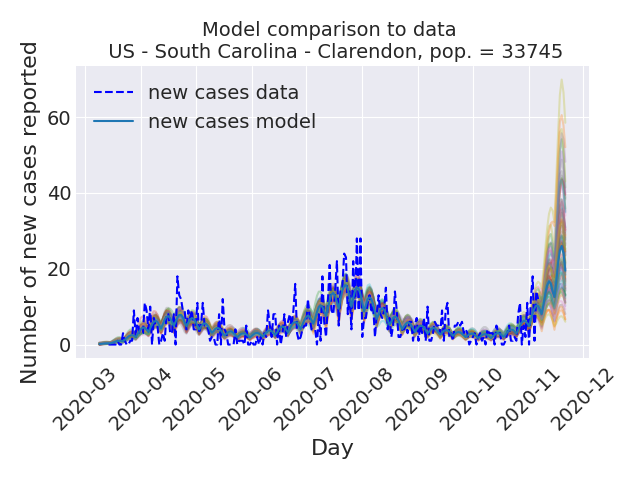 Model comparison to data
US - South Carolina - Clarendon, pop. = 33745
Number of new cases reported
new cases data
new cases model
60
40
20
0
2020-03
2020-04
2020-05
2020-06
2020-07
2020-08
2020-09
2020-10
2020-11
2020-12
Day